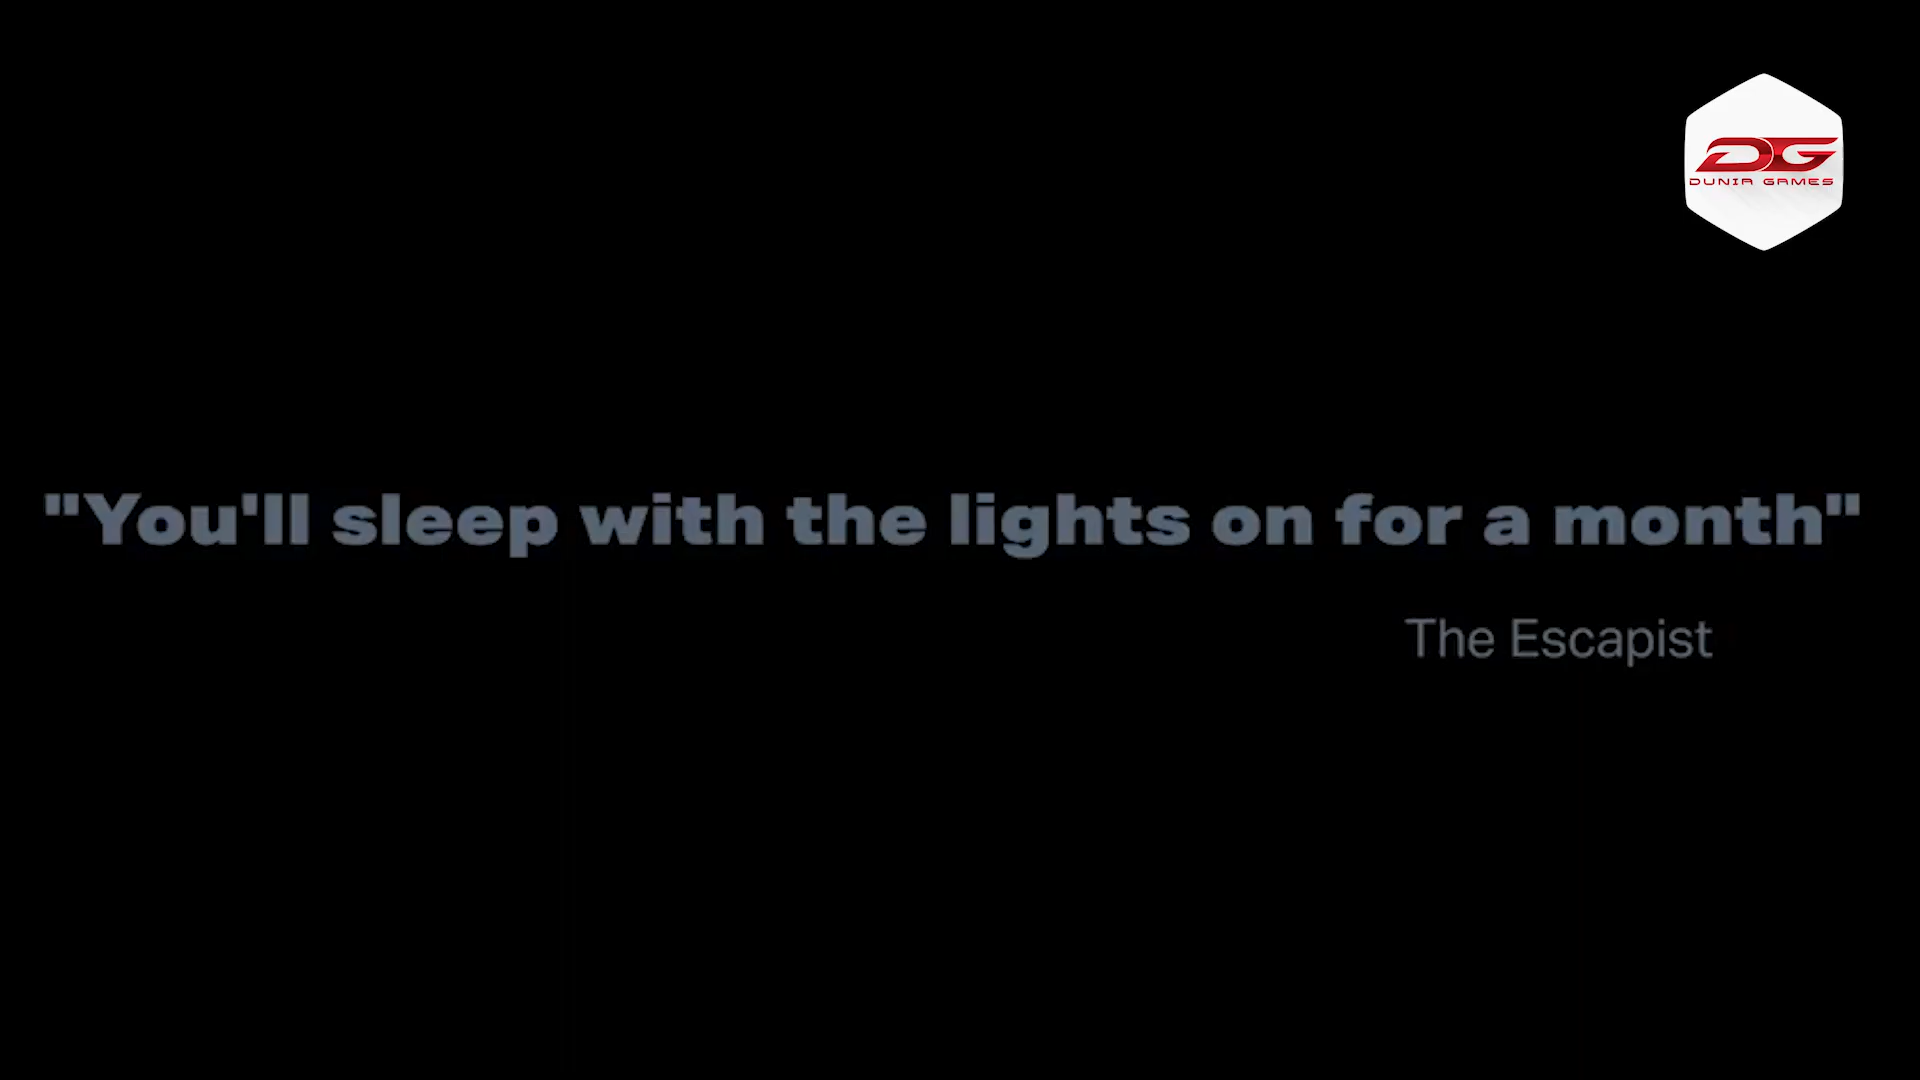 DG
DUNIA GAMES
"You'll sleep with the lights on for a month"
The Escapist